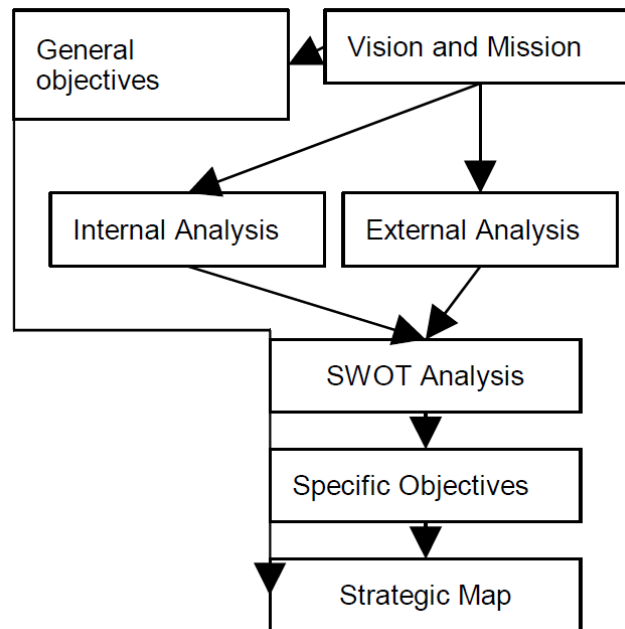 General
objectives
Vision and Mission
Internal Analysis
External Analysis
SWOT Analysis
Specific Objectives
Strategic Map